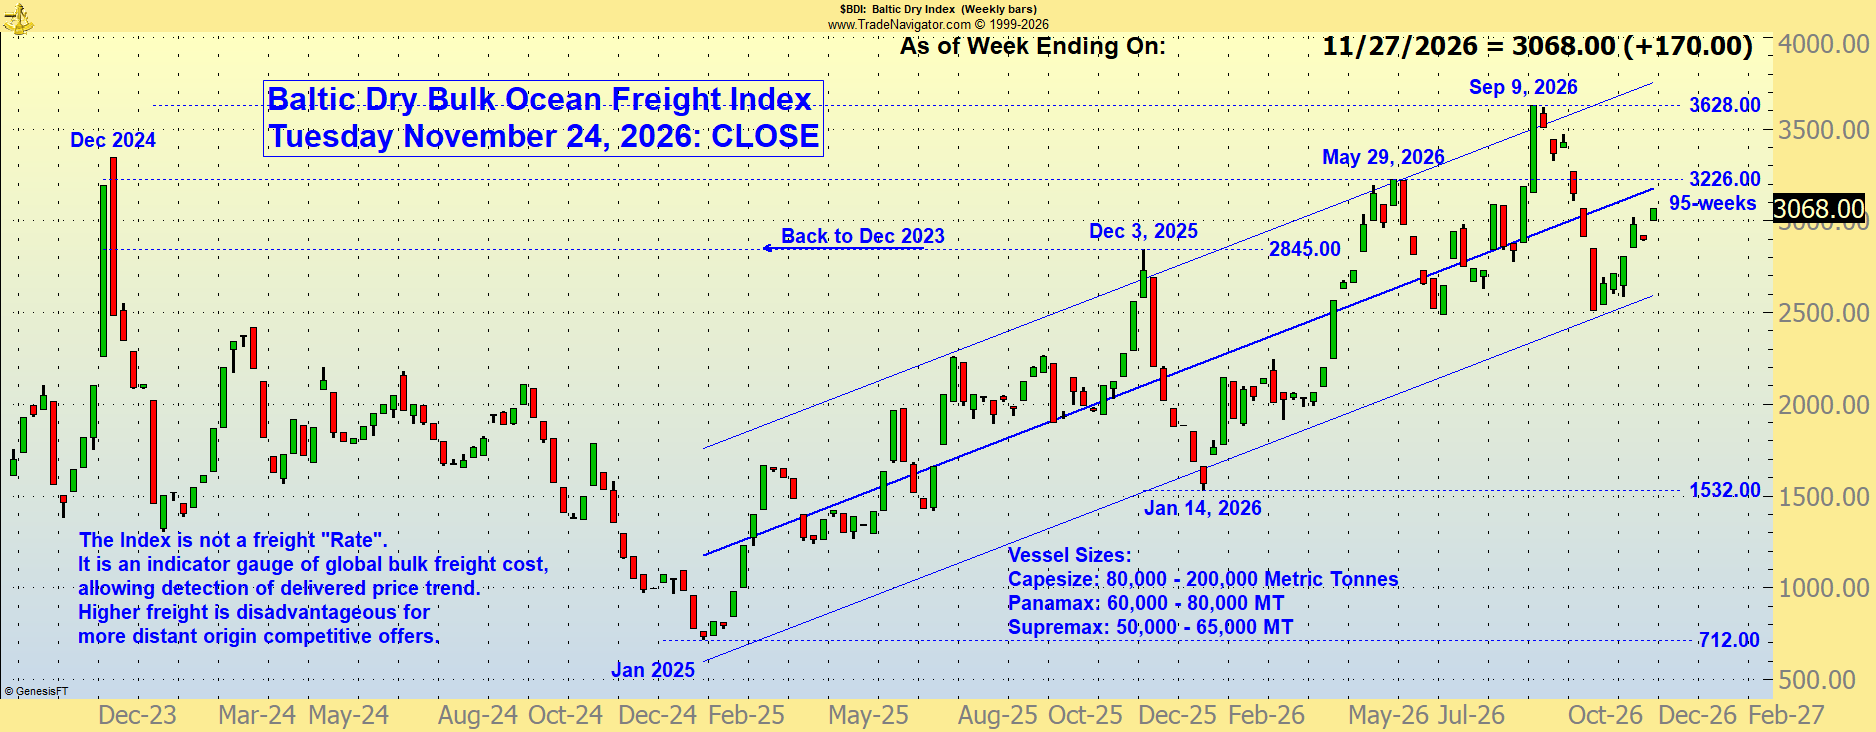 $BDI: Baltic Dry Index (Weekly bars)
www.TradeNavigator.com © 1999-2026
As of Week Ending On: 11/27/2026 = 3068.00 (+170.00)
Baltic Dry Bulk Ocean Freight Index
Tuesday November 24, 2026: CLOSE
Dec 2024
Sep 9, 2026
May 29, 2026
Back to Dec 2023
Dec 3, 2025
2845.00
3628.00
3226.00
95-weeks
1532.00
712.00
Jan 14, 2026
Jan 2025
The Index is not a freight "Rate".
It is an indicator gauge of global bulk freight cost,
allowing detection of delivered price trend.
Higher freight is disadvantageous for
more distant origin competitive offers.
Vessel Sizes:
Capesize: 80,000 - 200,000 Metric Tonnes
Panamax: 60,000 - 80,000 MT
Supremax: 50,000 - 65,000 MT
4000.00
3500.00
3068.00
3000.00
2500.00
2000.00
1500.00
1000.00
500.00
© GenesisFT
Dec-23 Mar-24 May-24 Aug-24 Oct-24 Dec-24 Feb-25 May-25 Aug-25 Oct-25 Dec-25 Feb-26 May-26 Jul-26 Oct-26 Dec-26 Feb-27